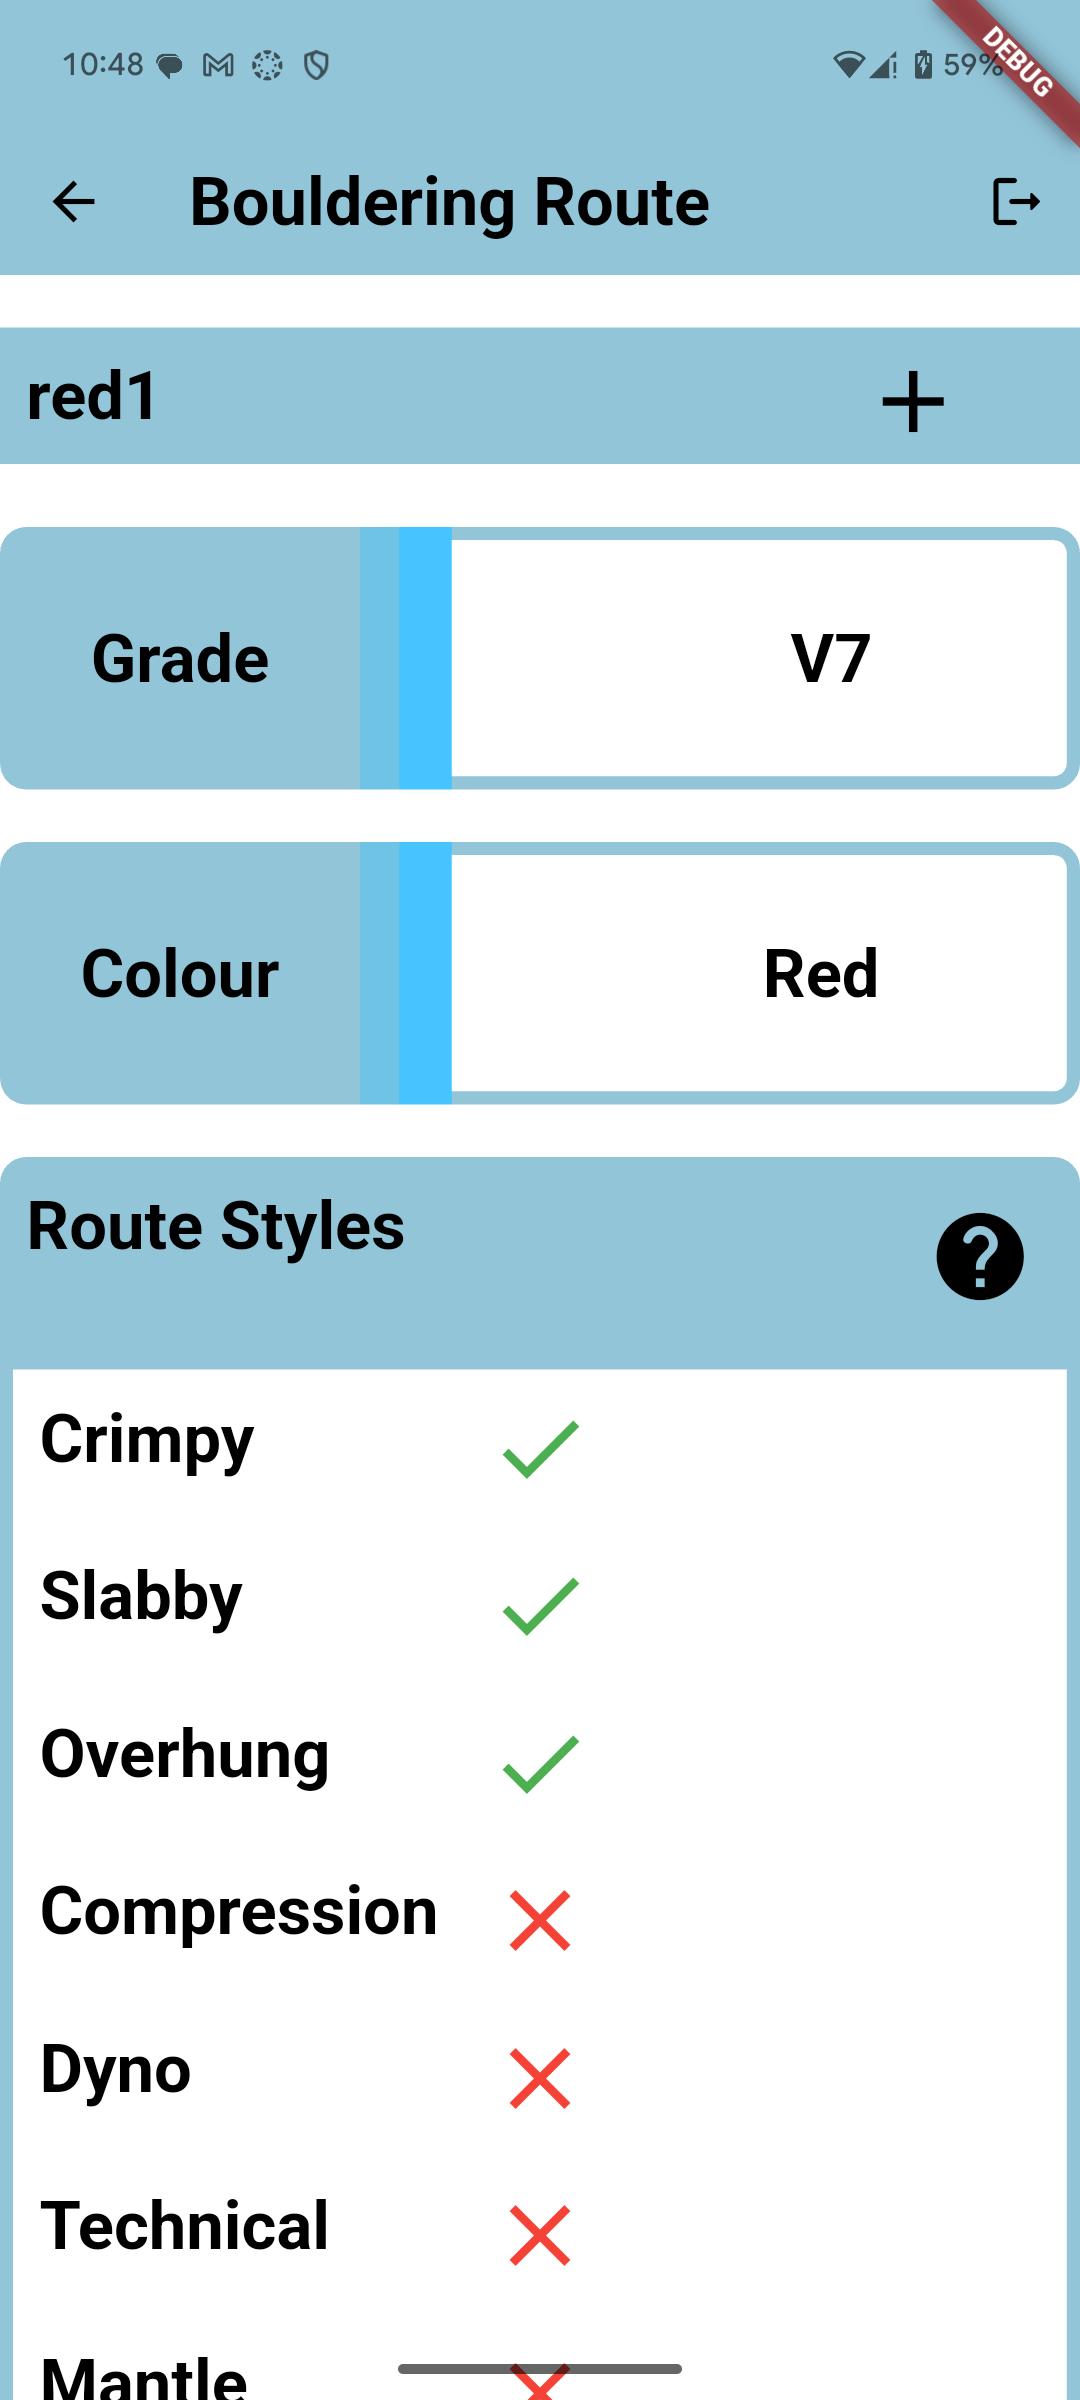 10:48
59%
DEBUG
Bouldering Route
red1
Grade
V7
Colour
Red
Route Styles
Crimpy
Slabby
Overhung
Compression
Dyno
Technical
Mantle